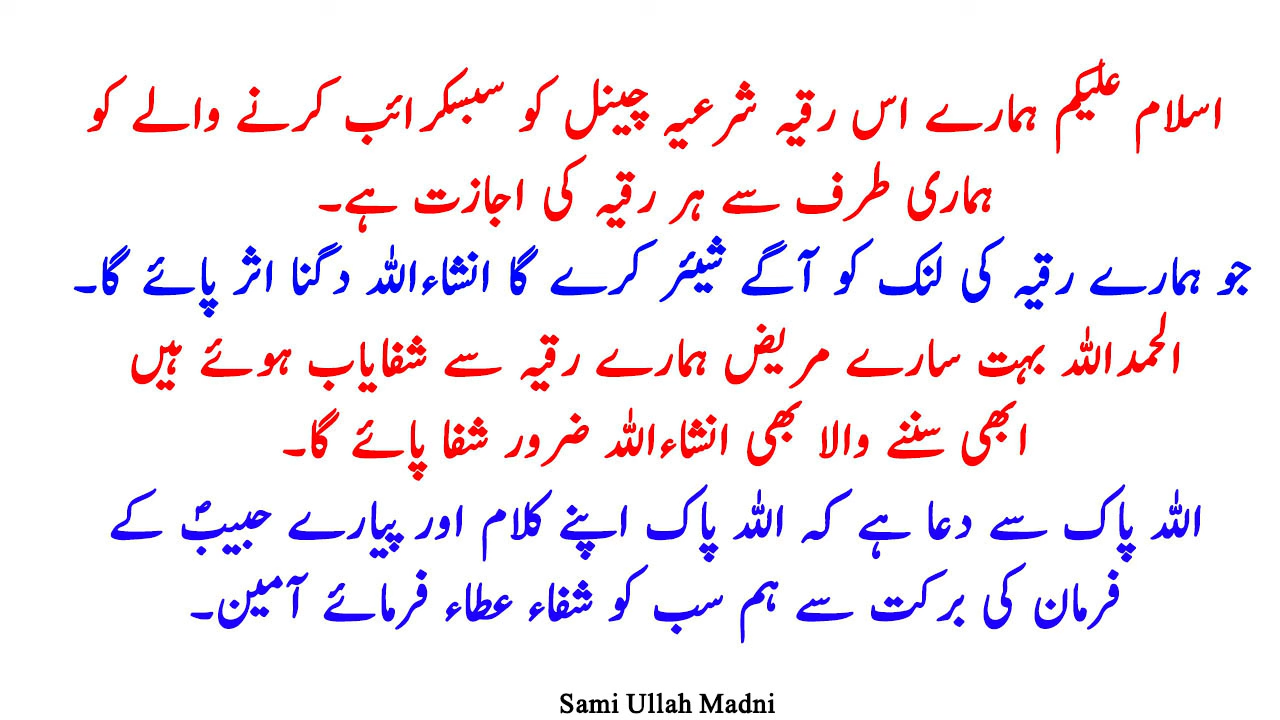 اسلام علیکم ہمارے اس رقیہ شرعیہ چینل کو سبسکرائب کرنے والے کو
ہماری طرف سے ہر رقیہ کی اجازت ہے۔
جو ہمارے رقیہ کی لنک کو آگے شیئر کرے گا انشاءاللہ دگنا اثر پائے گا۔
الحمداللہ بہت سارے مریض ہمارے رقیہ سے شفایاب ہوئے ہیں
ابھی سننے والا بھی انشاءاللہ ضرور شفا پائے گا۔
اللہ پاک سے دعا ہے کہ اللہ پاک اپنے کلام اور پیارے حبیبؐ کے
فرمان کی برکت سے ہم سب کو شفاء عطاء فرمائے آمین۔
Sami Ullah Madni